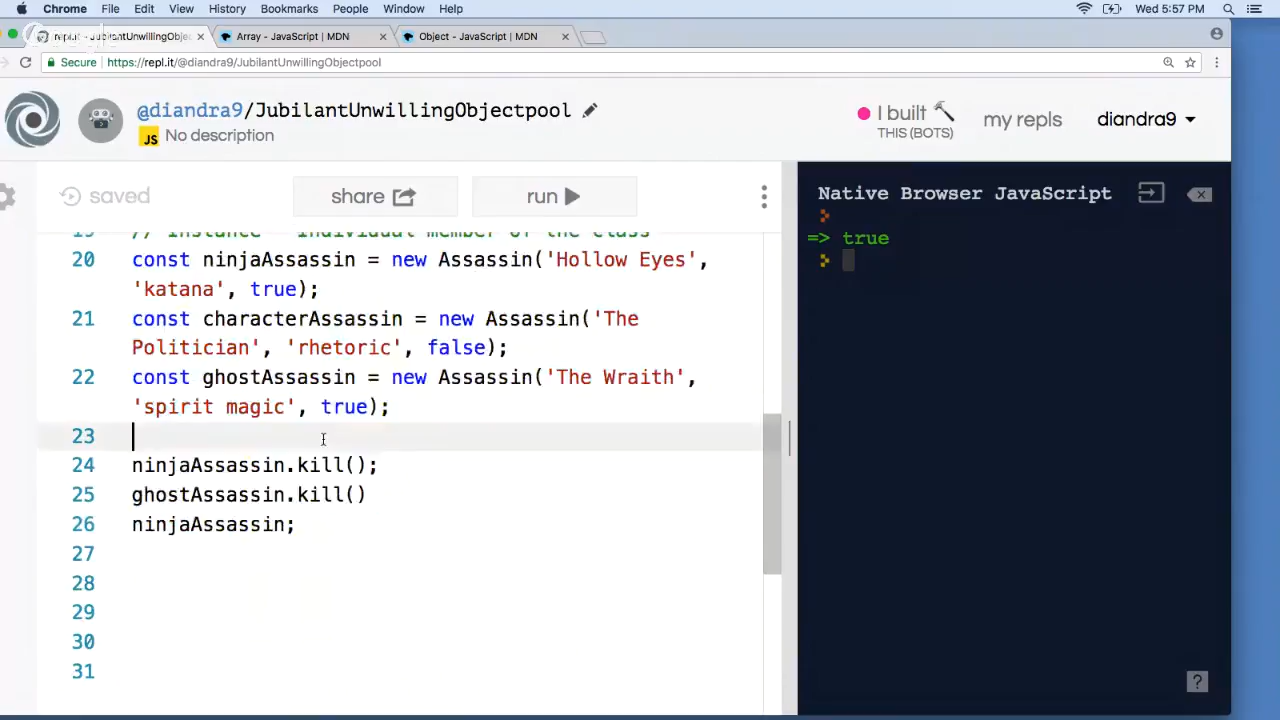 Chrome File Edit View History Bookmarks People Window Help Wed 5:57 PM
repl.it - JubilantUnwillingObjec Array - JavaScript | MDN Object - JavaScript | MDN
Secure https://repl.it/@diandra9/JubilantUnwillingObjectpool
@diandra9/JubilantUnwillingObjectpool
JS No description
I built
THIS (BOTS)
my repls
diandra9
saved
share
run
Native Browser JavaScript
=> true
19 // instance - individual member of the class
20 const ninjaAssassin = new Assassin('Hollow Eyes',
'katana', true);
21 const characterAssassin = new Assassin('The
Politician', 'rhetoric', false);
22 const ghostAssassin = new Assassin('The Wraith',
'spirit magic', true);
23
24 ninjaAssassin.kill();
25 ghostAssassin.kill()
26 ninjaAssassin;
27
28
29
30
31
?